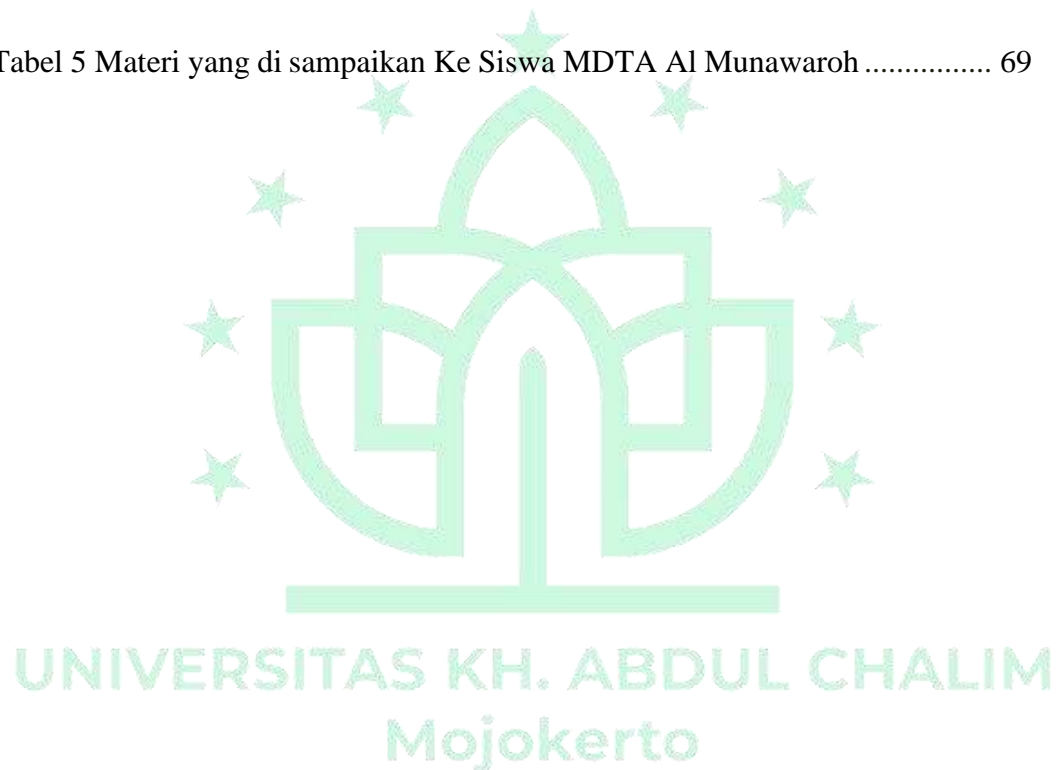 Tabel 5 Materi yang di sampaikan Ke Siswa MDTA Al Munawaroh ................ 69
UNIVERSITAS KH. ABDUL CHALIM
Mojokerto